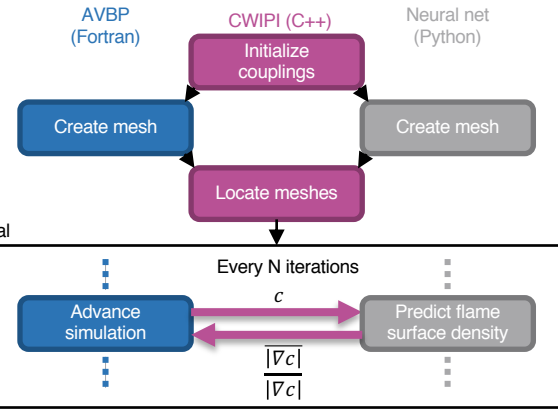 AVBP
(Fortran)
CWIPI (C++)
Neural net
(Python)
Initialize
couplings
Create mesh
Create mesh
Locate meshes
al
Every N iterations
c
Advance
simulation
Predict flame
surface density
|∇c|‾
|∇c|